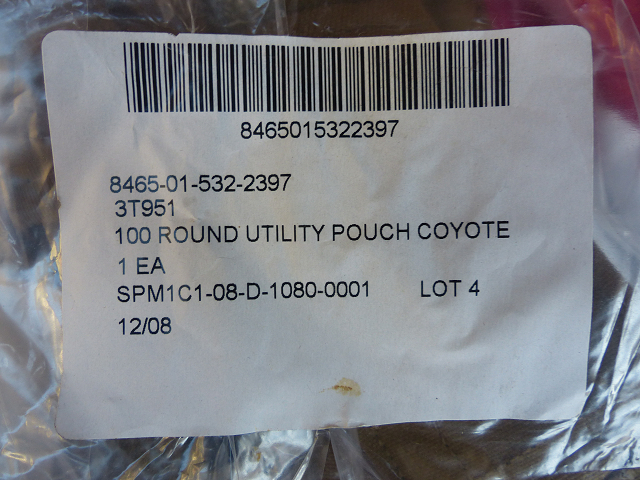 8465015322397
8465-01-532-2397
3T951
100 ROUND UTILITY POUCH COYOTE
1 EA
SPM1C1-08-D-1080-0001 LOT 4
12/08